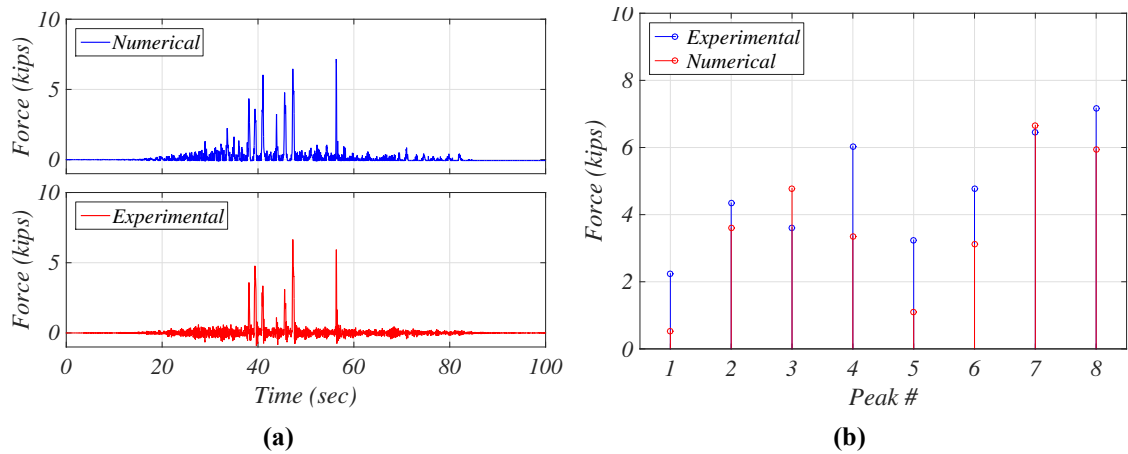 10
5
0
Force (kips)
Numerical
10
5
0
Force (kips)
Experimental
0 20 40 60 80 100
Time (sec)
(a)
10
8
6
4
2
0
Force (kips)
Experimental
Numerical
1 2 3 4 5 6 7 8
Peak #
(b)